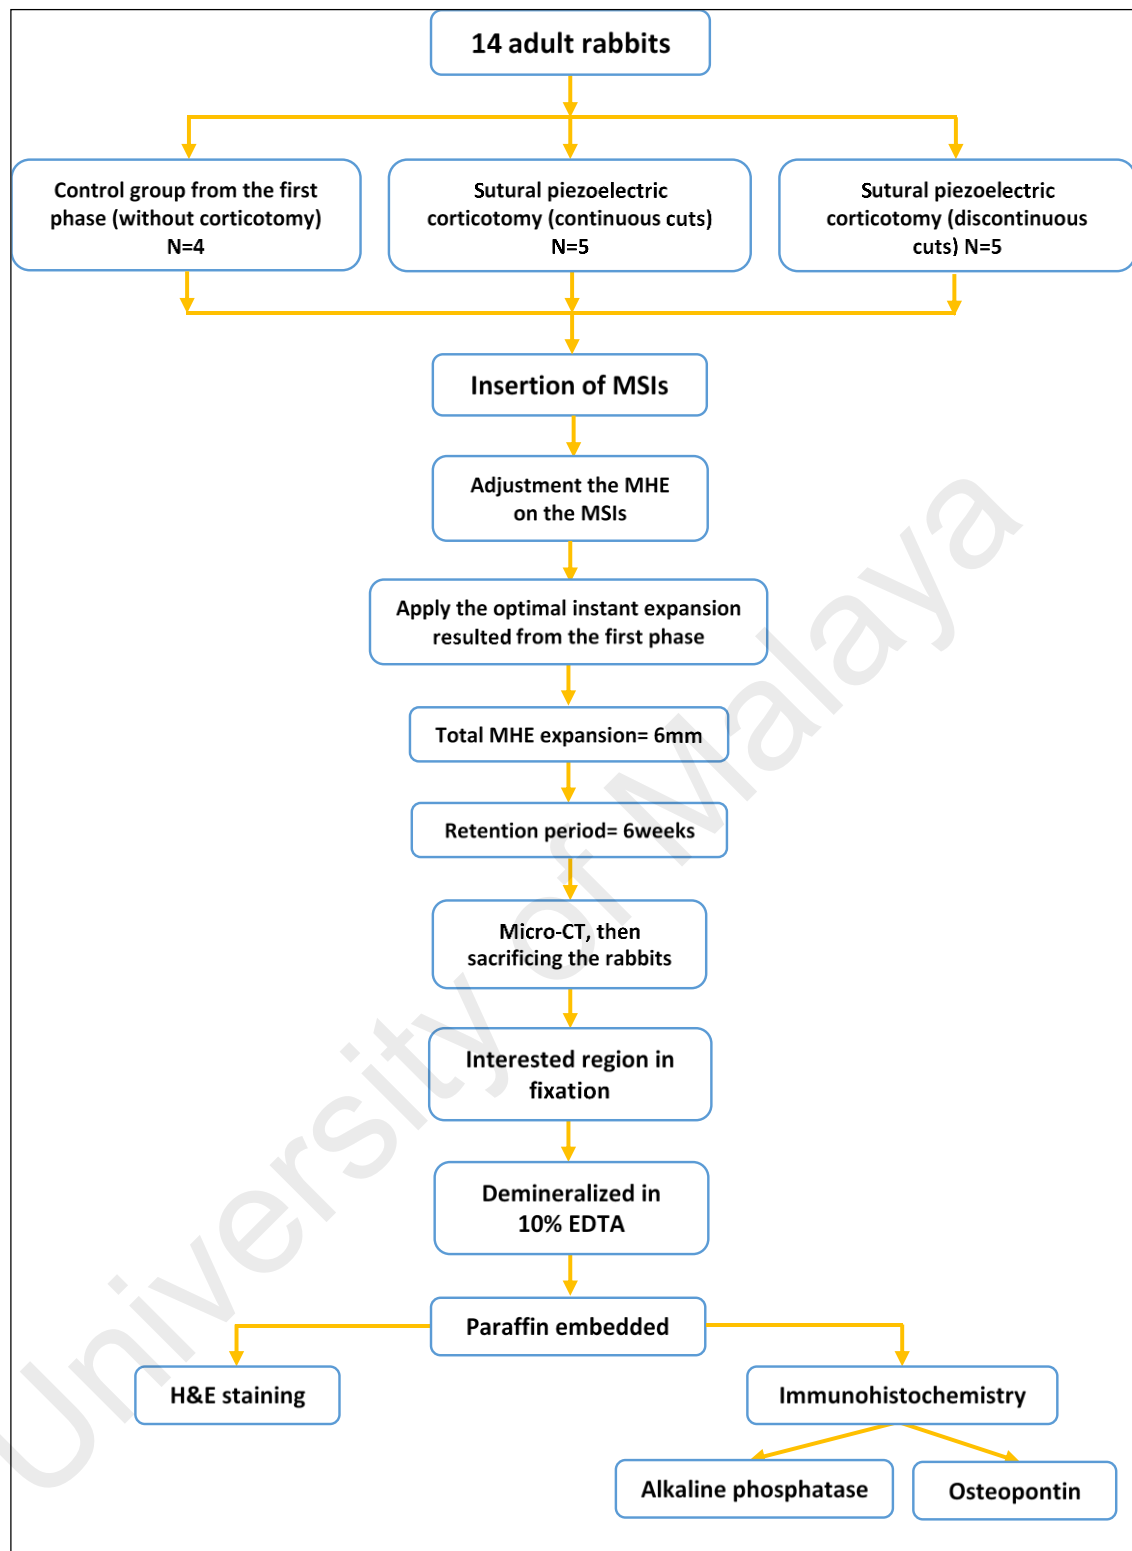 14 adult rabbits
Control group from the first
phase (without corticotomy)
N=4
Sutural piezoelectric
corticotomy (continuous cuts)
N=5
Sutural piezoelectric
corticotomy (discontinuous
cuts) N=5
Insertion of MSIs
Adjustment the MHE
on the MSIs
Apply the optimal instant expansion
resulted from the first phase
Total MHE expansion= 6mm
Retention period= 6weeks
Micro-CT, then
sacrificing the rabbits
Interested region in
fixation
Demineralized in
10% EDTA
Paraffin embedded
H&E staining
Immunohistochemistry
Alkaline phosphatase
Osteopontin
University of Malaya